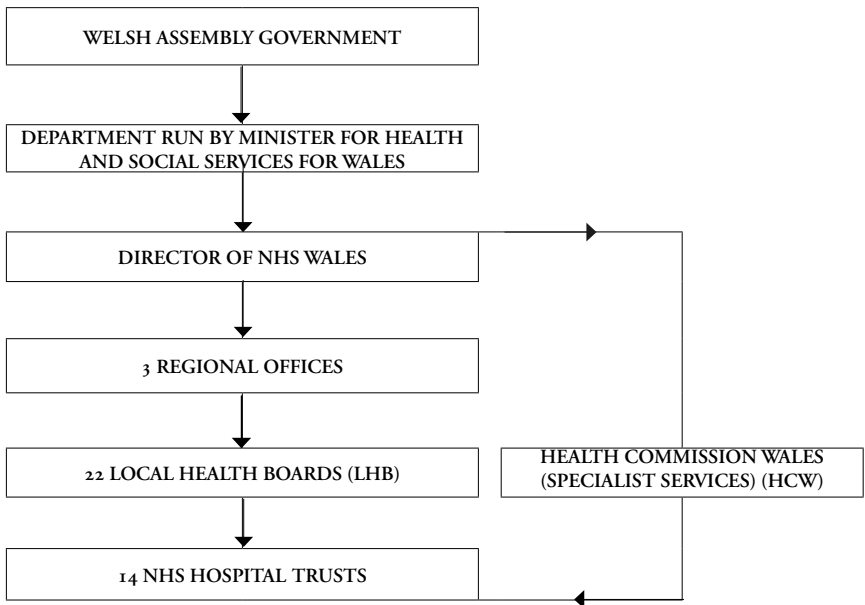 WELSH ASSEMBLY GOVERNMENT
DEPARTMENT RUN BY MINISTER FOR HEALTH
AND SOCIAL SERVICES FOR WALES
DIRECTOR OF NHS WALES
3 REGIONAL OFFICES
22 LOCAL HEALTH BOARDS (LHB)
HEALTH COMMISSION WALES
(SPECIALIST SERVICES) (HCW)
14 NHS HOSPITAL TRUSTS